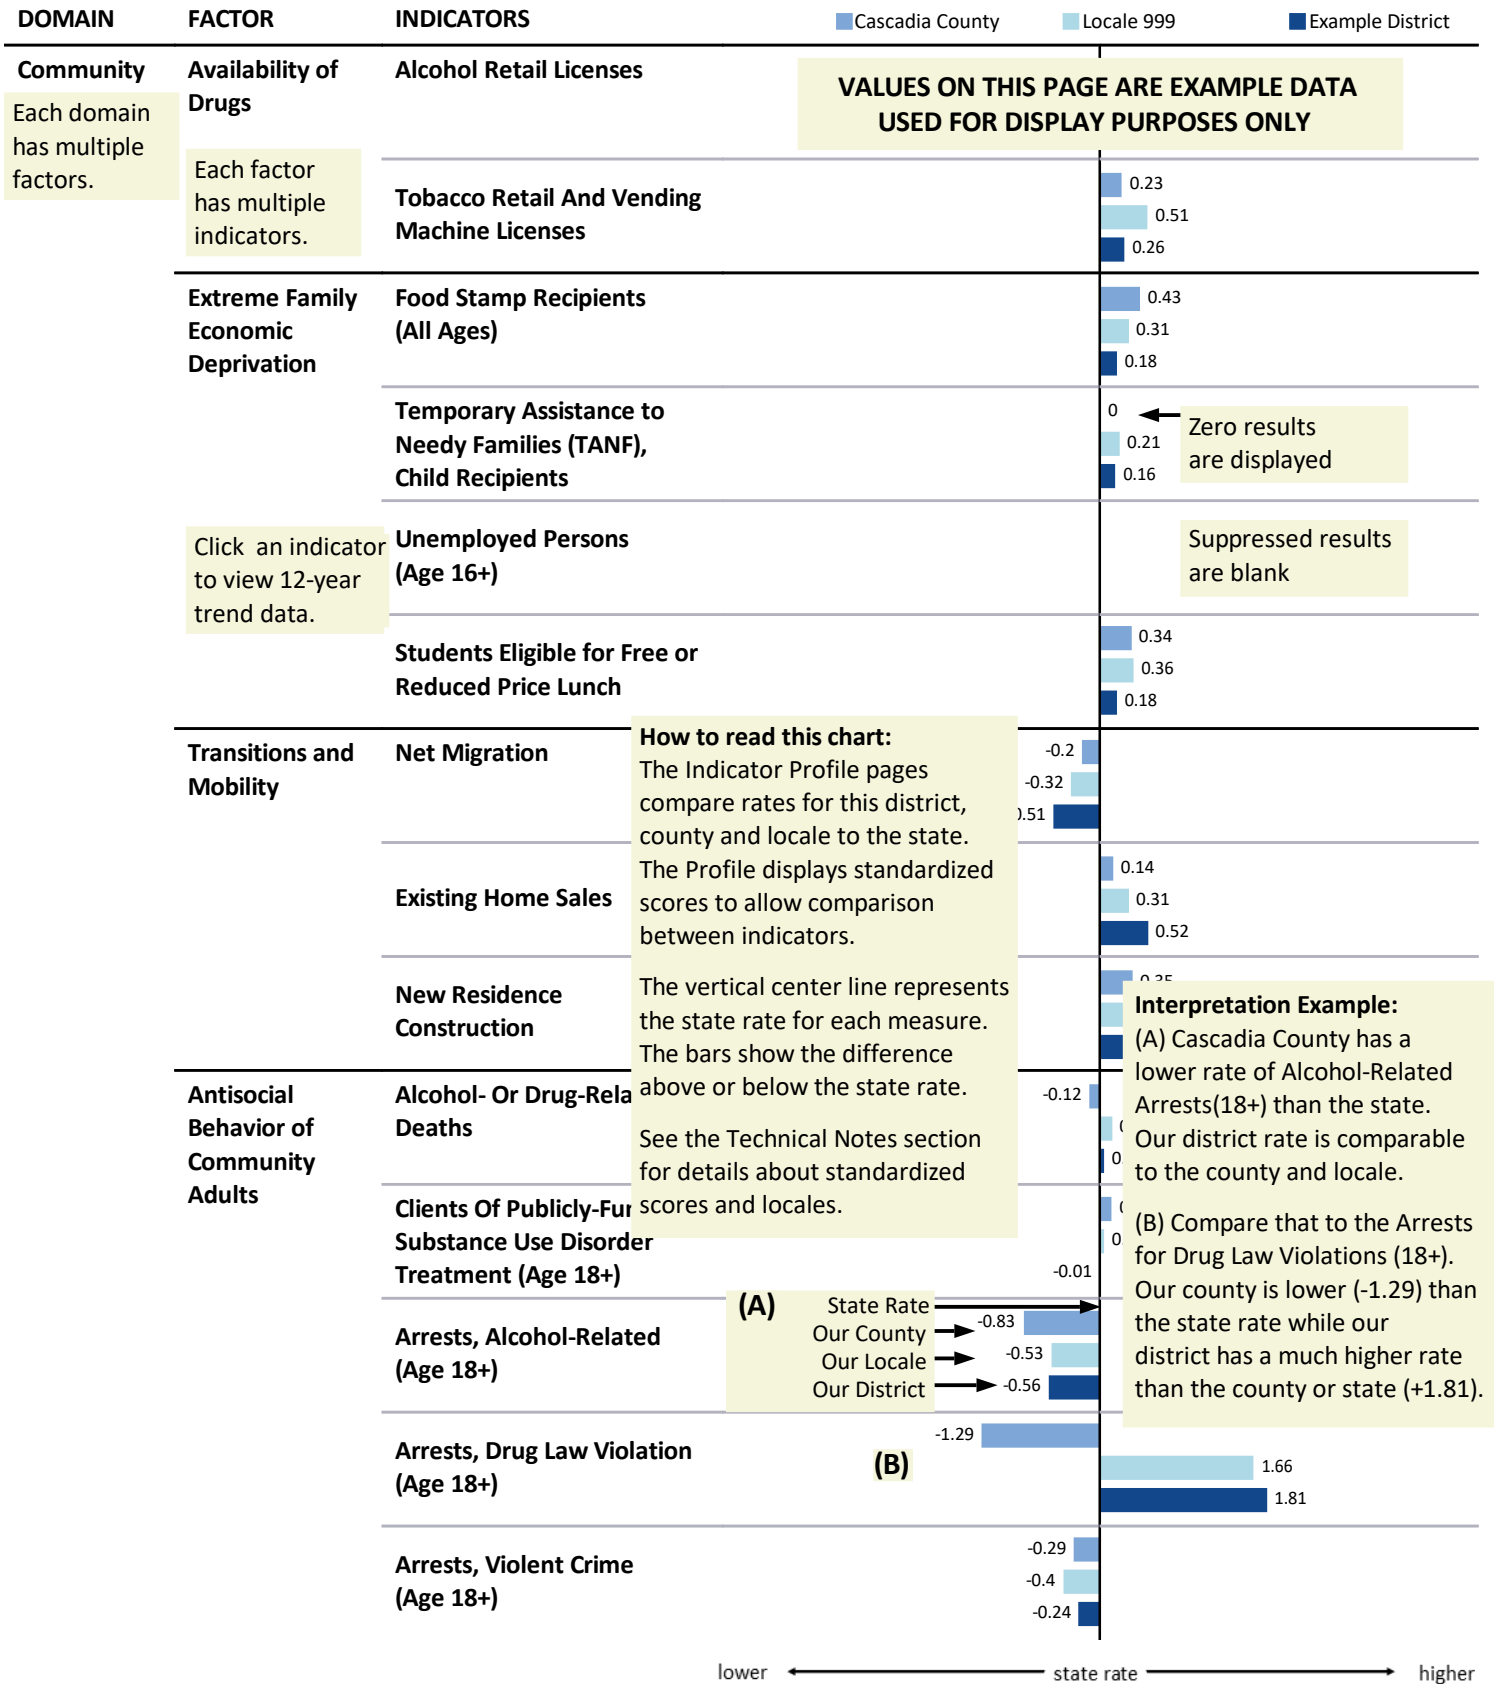 DOMAIN FACTOR INDICATORS Cascadia County Locale 999 Example District
Community
Each domain
has multiple
factors.
Availability of
Drugs
Each factor
has multiple
indicators.
Alcohol Retail Licenses
VALUES ON THIS PAGE ARE EXAMPLE DATA
USED FOR DISPLAY PURPOSES ONLY
Tobacco Retail And Vending
Machine Licenses
0.23
0.51
0.26
Extreme Family
Economic
Deprivation
Food Stamp Recipients
(All Ages)
0.43
0.31
0.18
Temporary Assistance to
Needy Families (TANF),
Child Recipients
0
0.21
0.16
Zero results
are displayed
Click an indicator
to view 12-year
trend data.
Unemployed Persons
(Age 16+)
Suppressed results
are blank
Students Eligible for Free or
Reduced Price Lunch
0.34
0.36
0.18
Transitions and
Mobility
Net Migration
-0.2
-0.32
.51
How to read this chart:
The Indicator Profile pages
compare rates for this district,
county and locale to the state.
The Profile displays standardized
scores to allow comparison
between indicators.
The vertical center line represents
the state rate for each measure.
The bars show the difference
above or below the state rate.
See the Technical Notes section
for details about standardized
scores and locales.
Existing Home Sales
0.14
0.31
0.52
New Residence
Construction
0.35
Interpretation Example:
(A) Cascadia County has a
lower rate of Alcohol-Related
Arrests(18+) than the state.
Our district rate is comparable
to the county and locale.
(B) Compare that to the Arrests
for Drug Law Violations (18+).
Our county is lower (-1.29) than
the state rate while our
district has a much higher rate
than the county or state (+1.81).
Antisocial
Behavior of
Community
Adults
Alcohol- Or Drug-Rela
Deaths
-0.12
0.
Clients Of Publicly-Fu
Substance Use Disorder
Treatment (Age 18+)
0.
-0.01
Arrests, Alcohol-Related
(Age 18+)
(A)
State Rate
Our County
Our Locale
Our District
-0.83
-0.53
-0.56
Arrests, Drug Law Violation
(Age 18+)
(B)
-1.29
1.66
1.81
Arrests, Violent Crime
(Age 18+)
-0.29
-0.4
-0.24
lower state rate higher